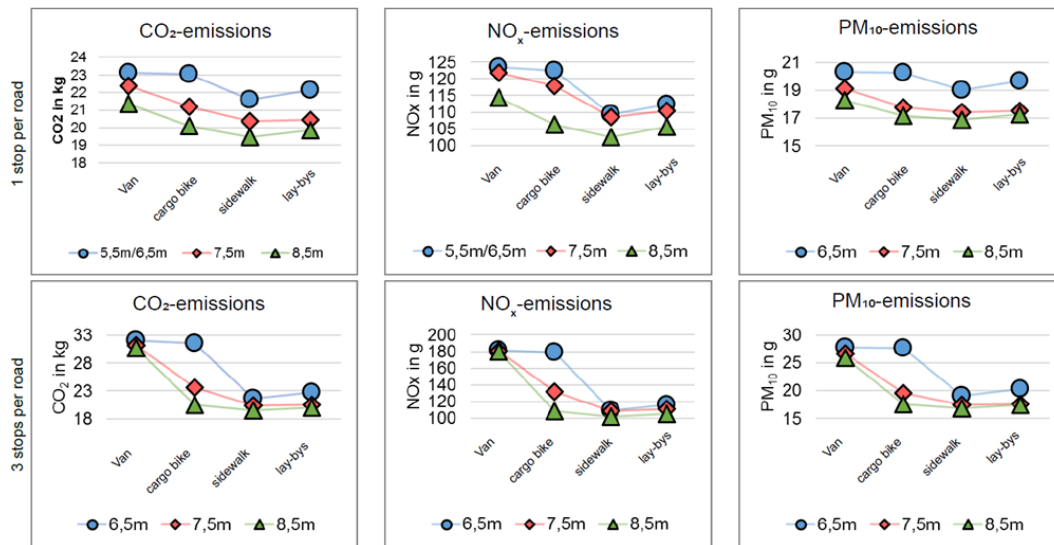 1 stop per road
CO₂-emissions
CO2 in kg
24
23
22
21
20
19
18
Van
cargo bike
sidewalk
lay-bys
5,5m/6,5m 7,5m 8,5m
NOₓ-emissions
NOx in g
125
120
115
110
105
100
Van
cargo bike
sidewalk
lay-bys
5,5m/6,5m 7,5m 8,5m
PM₁₀-emissions
PM₁₀ in g
21
19
17
15
Van
cargo bike
sidewalk
lay-bys
6,5m 7,5m 8,5m
3 stops per road
CO₂-emissions
CO₂ in kg
33
28
23
18
Van
cargo bike
sidewalk
lay-bys
6,5m 7,5m 8,5m
NOₓ-emissions
NOx in g
200
180
160
140
120
100
Van
cargo bike
sidewalk
lay-bys
6,5m 7,5m 8,5m
PM₁₀-emissions
PM₁₀ in g
30
25
20
15
Van
cargo bike
sidewalk
lay-bys
6,5m 7,5m 8,5m